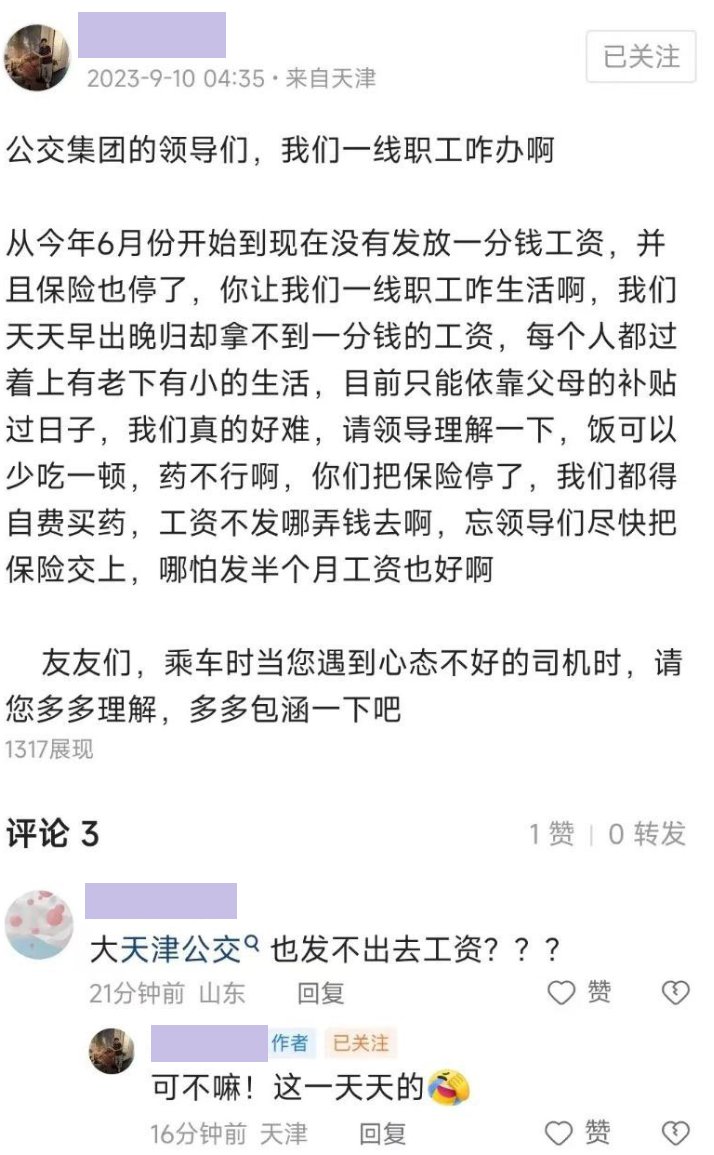 2023-9-10 04:35 · 来自天津
已关注
公交集团的领导们，我们一线职工咋办啊
从今年6月份开始到现在没有发放一分钱工资，并
且保险也停了，你让我们一线职工咋生活啊，我们
天天早出晚归却拿不到一分钱的工资，每个人都过
着上有老下有小的生活，目前只能依靠父母的补贴
过日子，我们真的好难，请领导理解一下，饭可以
少吃一顿，药不行啊，你们把保险停了，我们都得
自费买药，工资不发哪弄钱去啊，忘领导们尽快把
保险交上，哪怕发半个月工资也好啊
友友们，乘车时当您遇到心态不好的司机时，请
您多多理解，多多包涵一下吧
1317展现
评论 3
1 赞 | 0 转发
大天津公交 也发不出去工资？？？
21分钟前 山东 回复 赞
作者 已关注
可不嘛！这一天天的🤣
16分钟前 天津 回复 赞